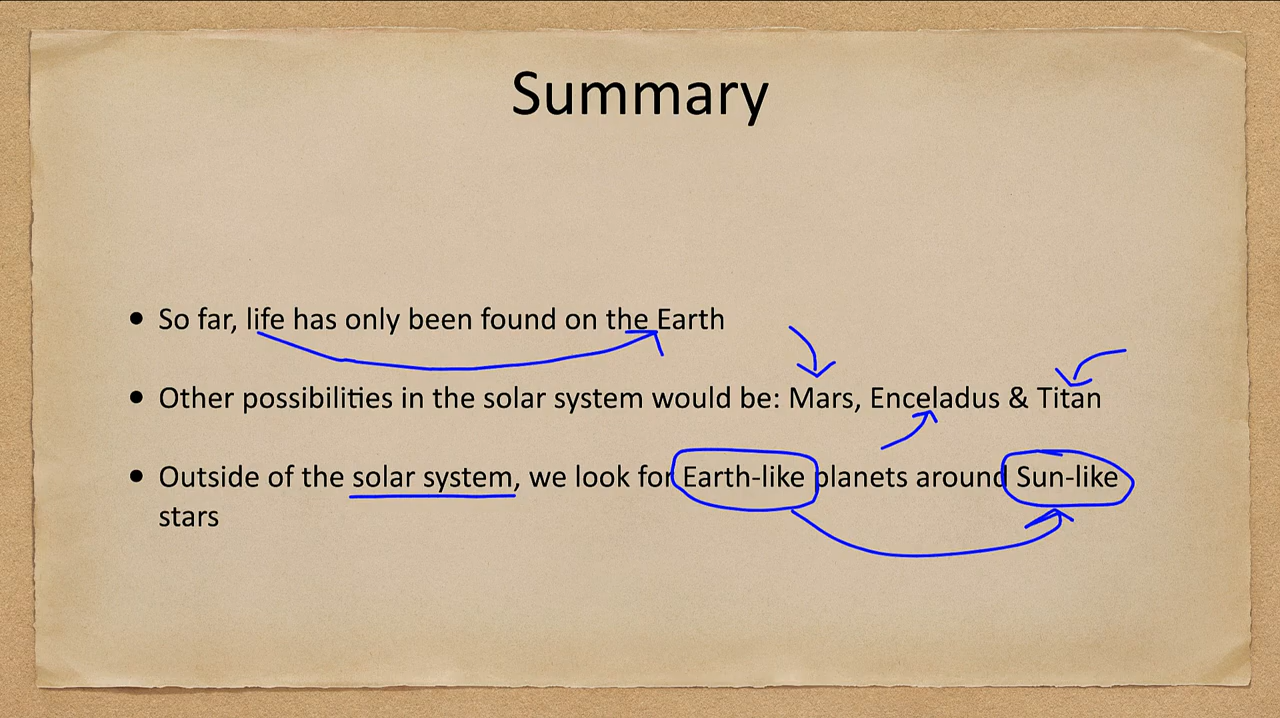 Summary
• So far, life has only been found on the Earth
• Other possibilities in the solar system would be: Mars, Enceladus & Titan
• Outside of the solar system, we look for Earth-like planets around Sun-like
stars